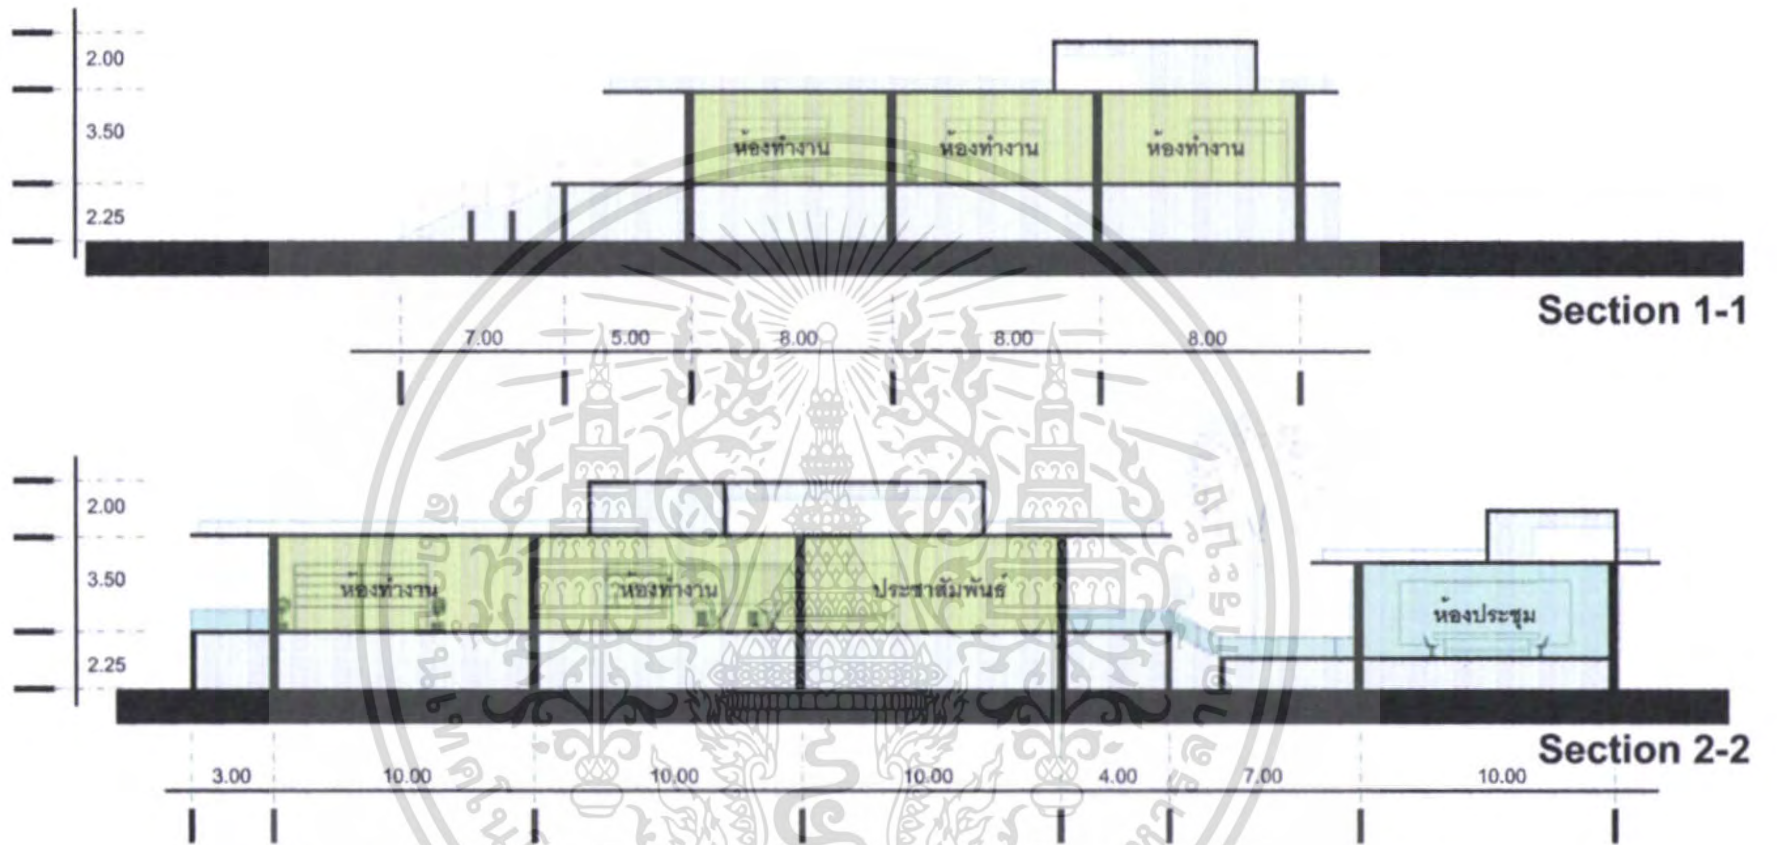 2.00
3.50
2.25
ห้องทำงาน ห้องทำงาน ห้องทำงาน
Section 1-1
7.00 5.00 8.00 8.00 8.00
2.00
3.50
2.25
ห้องทำงาน ห้องทำงาน ประชาสัมพันธ์ ห้องประชุม
Section 2-2
3.00 10.00 10.00 10.00 4.00 7.00 10.00